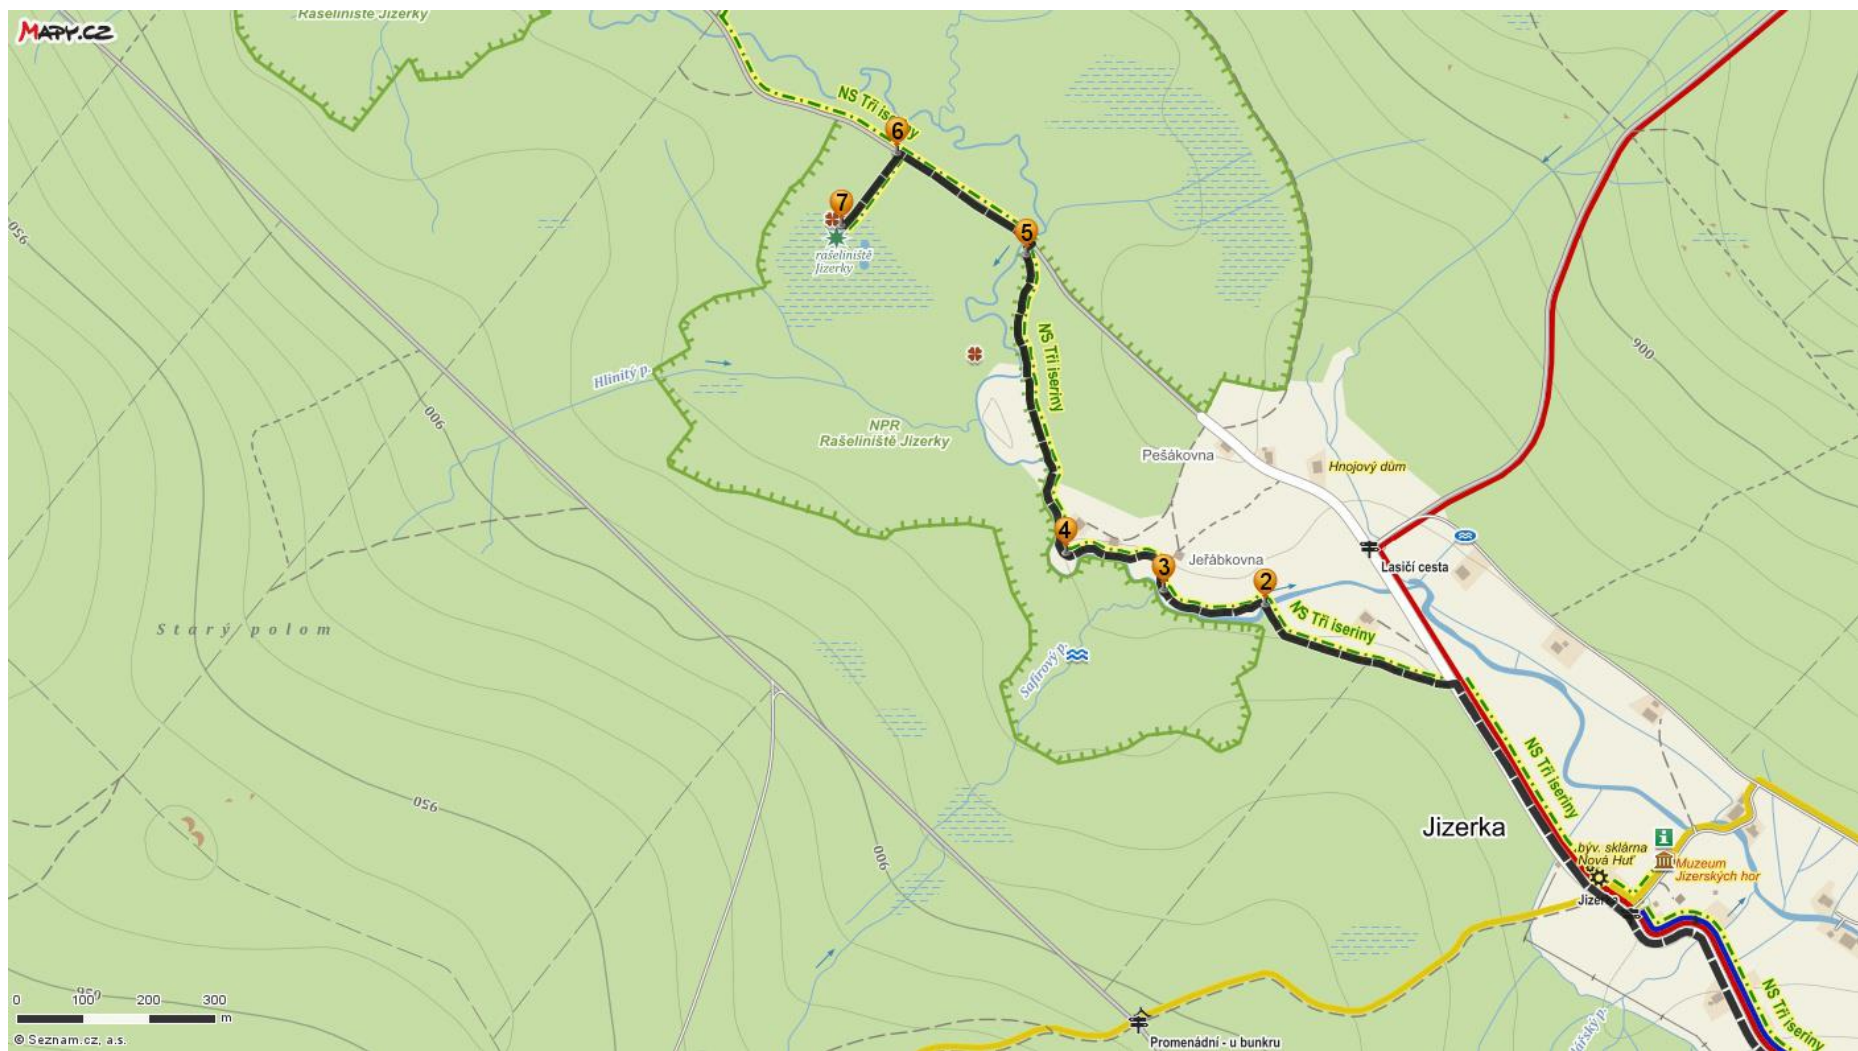 Rašeliniště Jizerky
MAPY.CZ
NS Tři iseriny
6
7
5
950
rašeliniště
Jizerky
NS Tři iseriny
900
Hlinitý p.
900
NPR
Rašeliniště Jizerky
Pešákovna
Hnojový dům
4
3
Jeřábkovna
2
Lasičí cesta
NS Tři iseriny
Starý polom
Safírový p.
NS Tři iseriny
950
Jizerka
900
býv. sklárna
Nová Huť
i
Muzeum
Jizerských hor
Jizerka
NS Tři iseriny
950
0 100 200 300
m
© Seznam.cz, a.s.
Promenádní - u bunkru